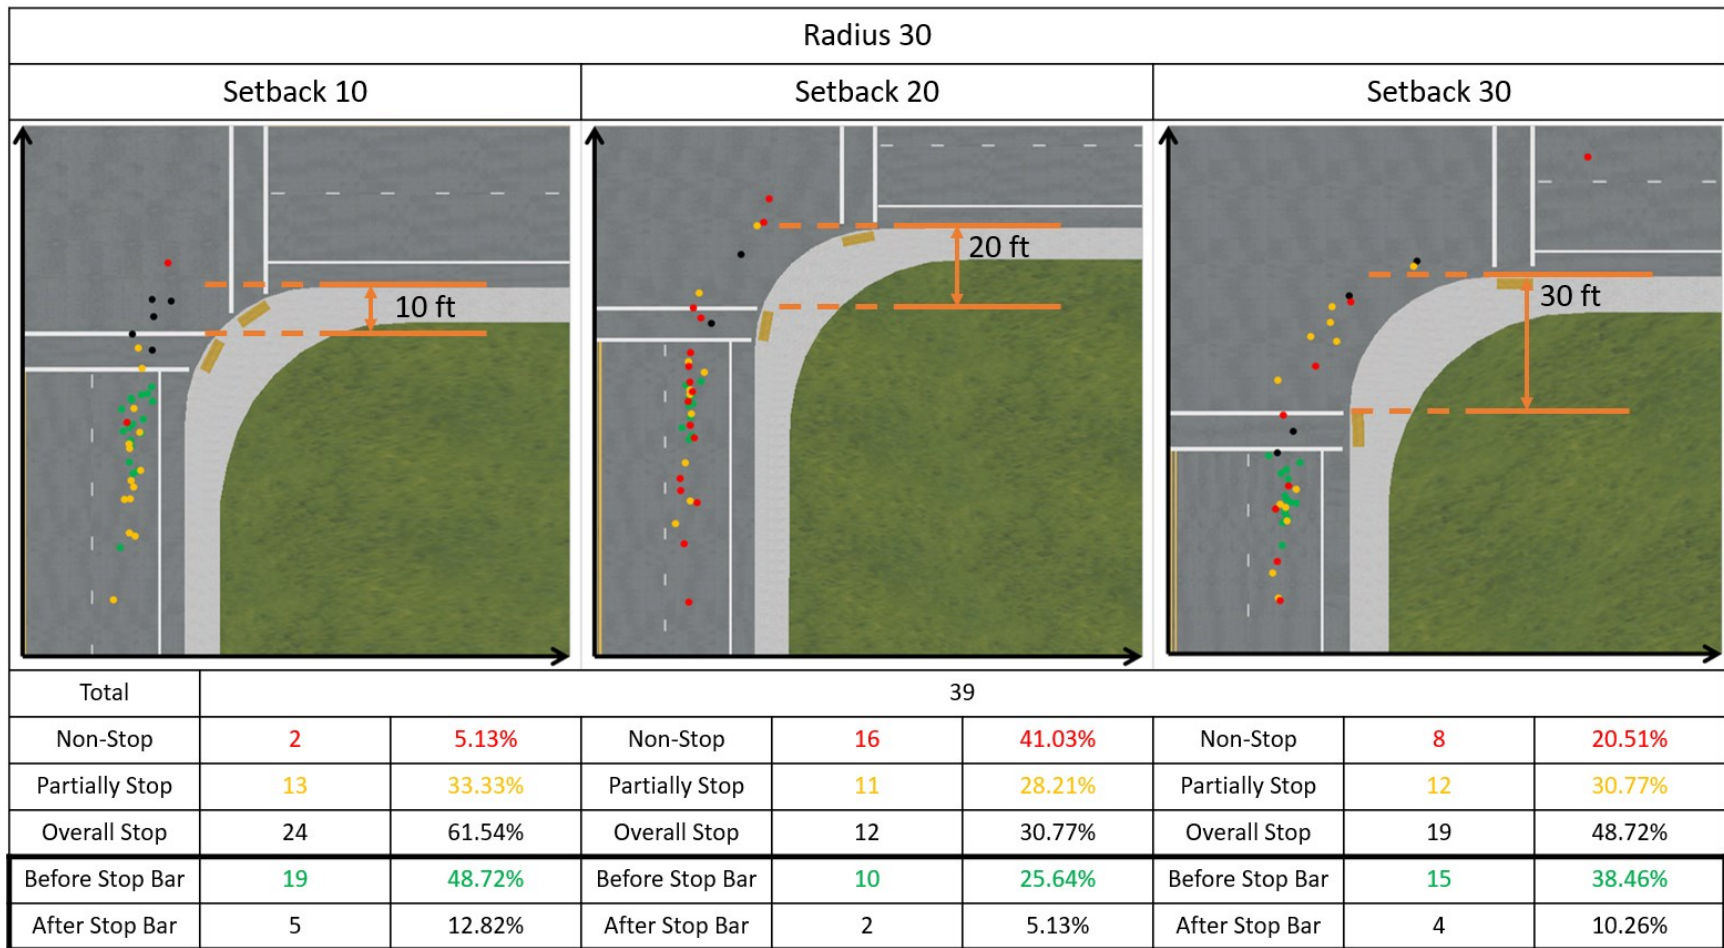 Radius 30
Setback 10 Setback 20 Setback 30
10 ft 20 ft 30 ft
Total 39
Non-Stop 2 5.13% Non-Stop 16 41.03% Non-Stop 8 20.51%
Partially Stop 13 33.33% Partially Stop 11 28.21% Partially Stop 12 30.77%
Overall Stop 24 61.54% Overall Stop 12 30.77% Overall Stop 19 48.72%
Before Stop Bar 19 48.72% Before Stop Bar 10 25.64% Before Stop Bar 15 38.46%
After Stop Bar 5 12.82% After Stop Bar 2 5.13% After Stop Bar 4 10.26%